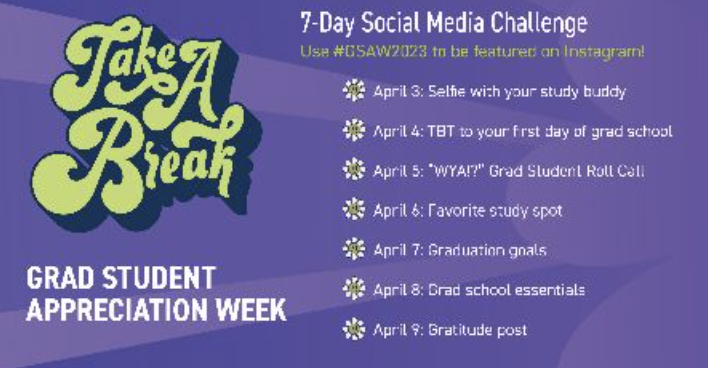 Take A
Break
GRAD STUDENT
APPRECIATION WEEK
7-Day Social Media Challenge
Use #GSAW2023 to be featured on Instagram!
April 3: Selfie with your study buddy
April 4: TBT to your first day of grad school
April 5: "WYA!?" Grad Student Roll Call
April 6: Favorite study spot
April 7: Graduation goals
April 8: Grad school essentials
April 9: Gratitude post